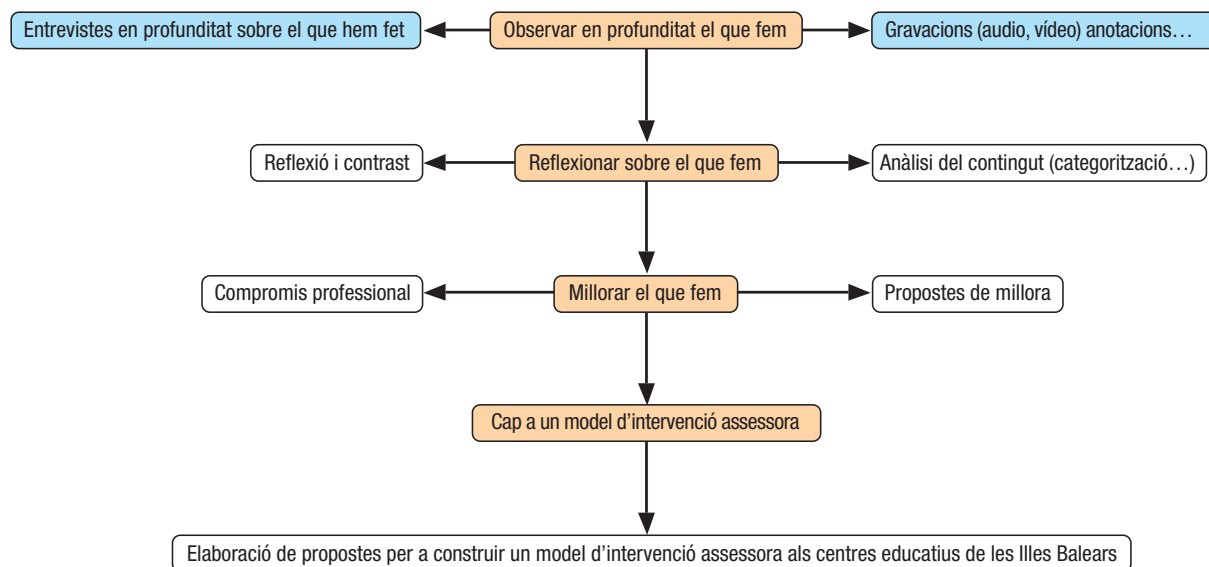 Entrevistes en profunditat sobre el que hem fet
Observar en profunditat el que fem
Gravacions (audio, vídeo) anotacions…
Reflexió i contrast
Reflexionar sobre el que fem
Anàlisi del contingut (categorització…)
Compromis professional
Millorar el que fem
Propostes de millora
Cap a un model d’intervenció assessora
Elaboració de propostes per a construir un model d’intervenció assessora als centres educatius de les Illes Balears